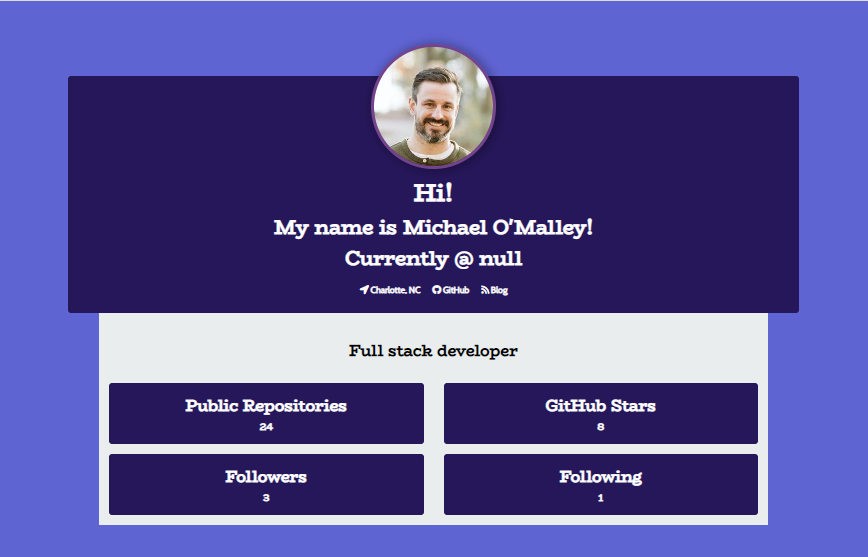 Hi!
My name is Michael O'Malley!
Currently @ null
Charlotte, NC GitHub Blog
Full stack developer
Public Repositories
24
GitHub Stars
8
Followers
3
Following
1